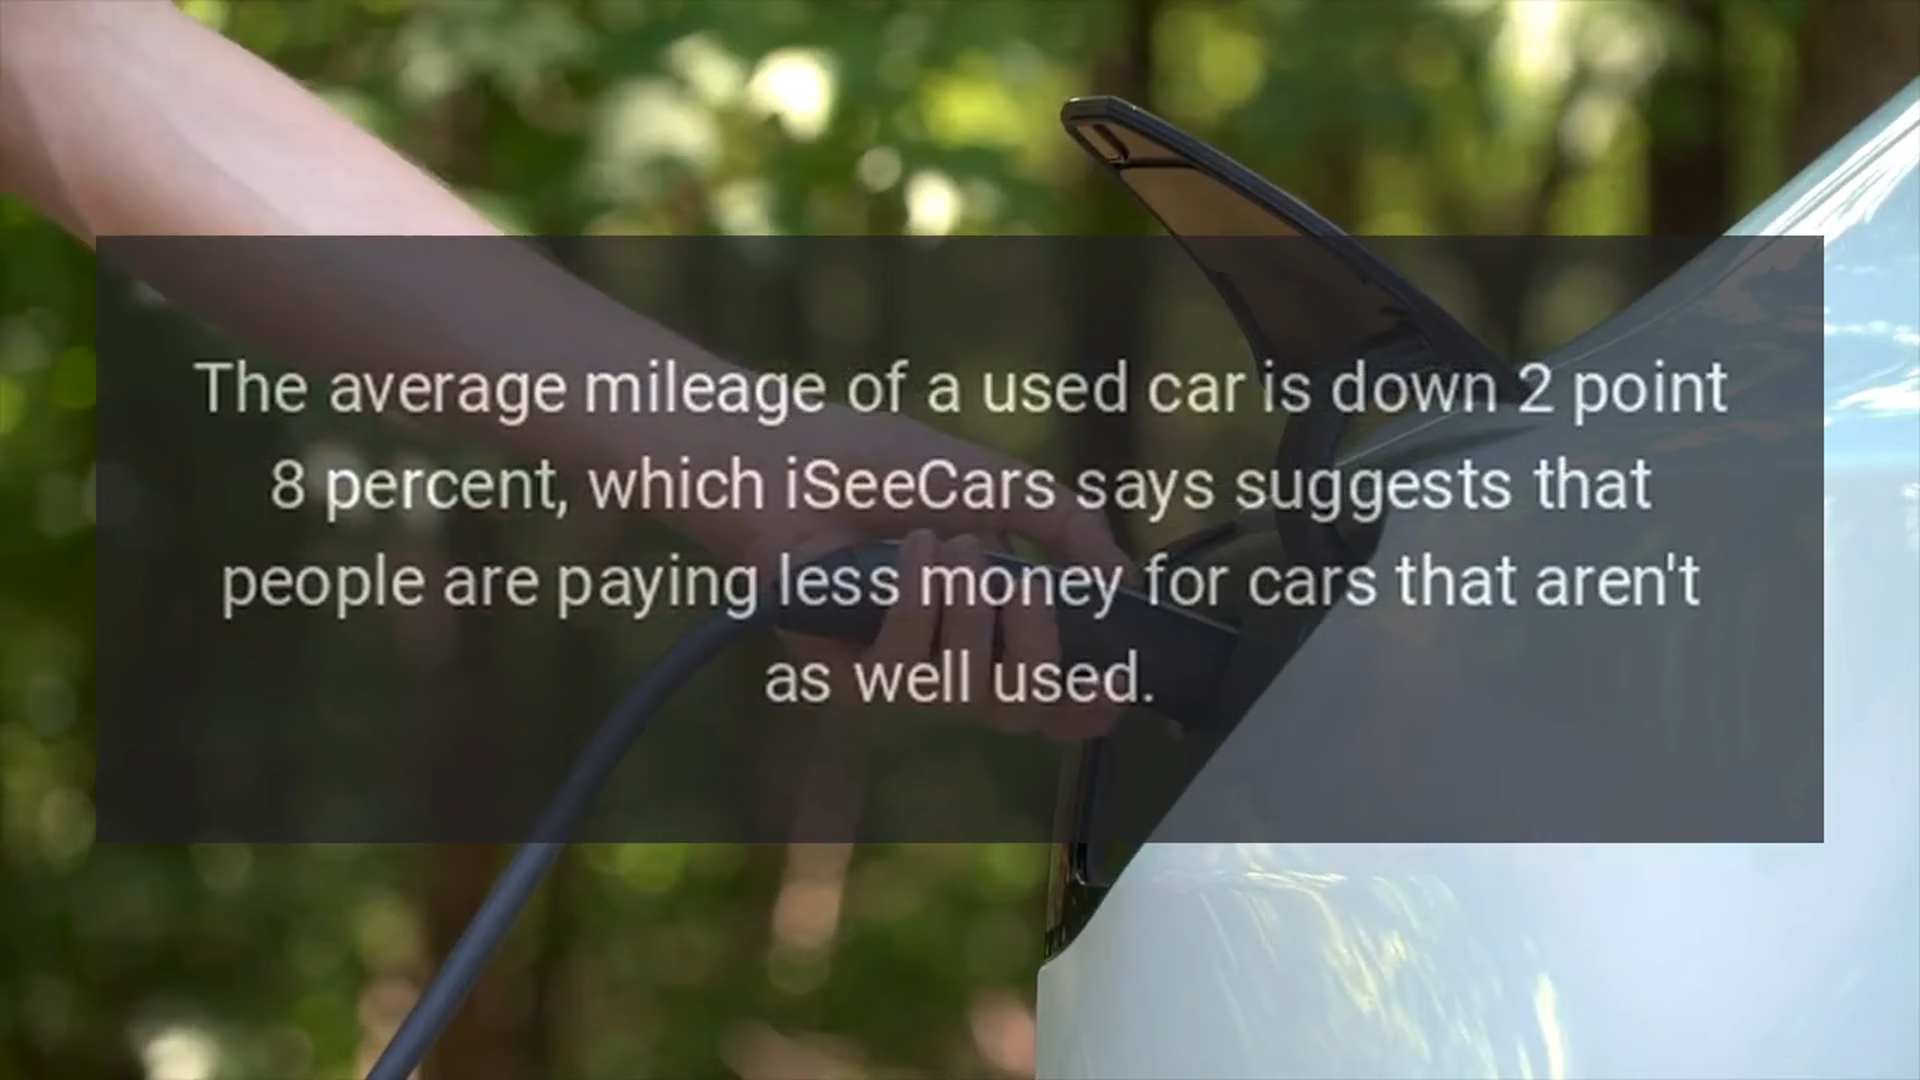 The average mileage of a used car is down 2 point
8 percent, which iSeeCars says suggests that
people are paying less money for cars that aren't
as well used.